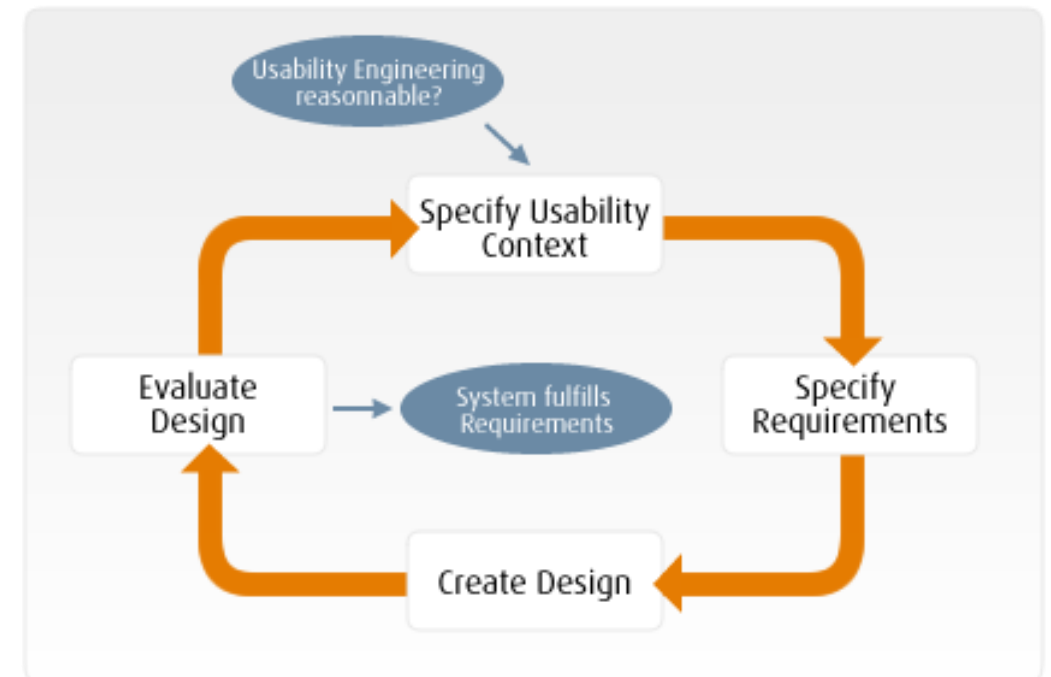 Usability Engineering
reasonnable?
Specify Usability
Context
Evaluate
Design
System fulfills
Requirements
Specify
Requirements
Create Design